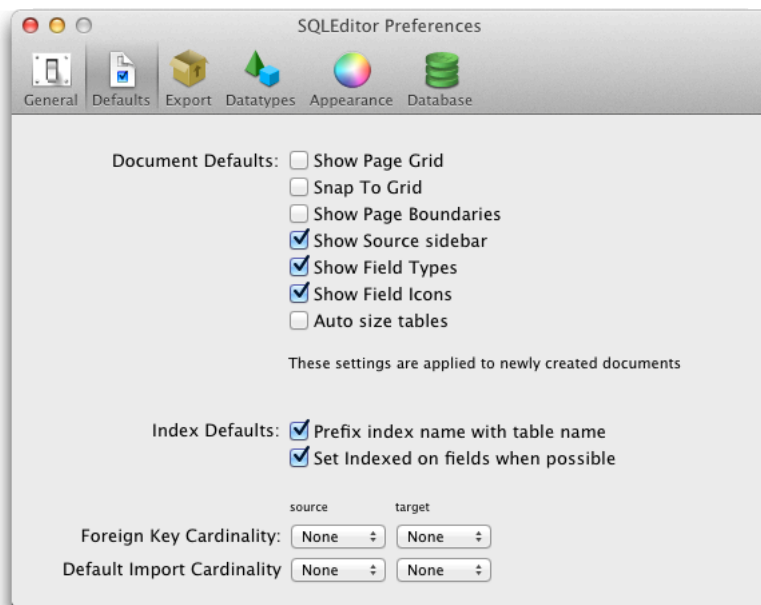 SQLEditor Preferences
General Defaults Export Datatypes Appearance Database
Document Defaults: Show Page Grid
Snap To Grid
Show Page Boundaries
Show Source sidebar
Show Field Types
Show Field Icons
Auto size tables
These settings are applied to newly created documents
Index Defaults: Prefix index name with table name
Set Indexed on fields when possible
source target
Foreign Key Cardinality: None None
Default Import Cardinality None None